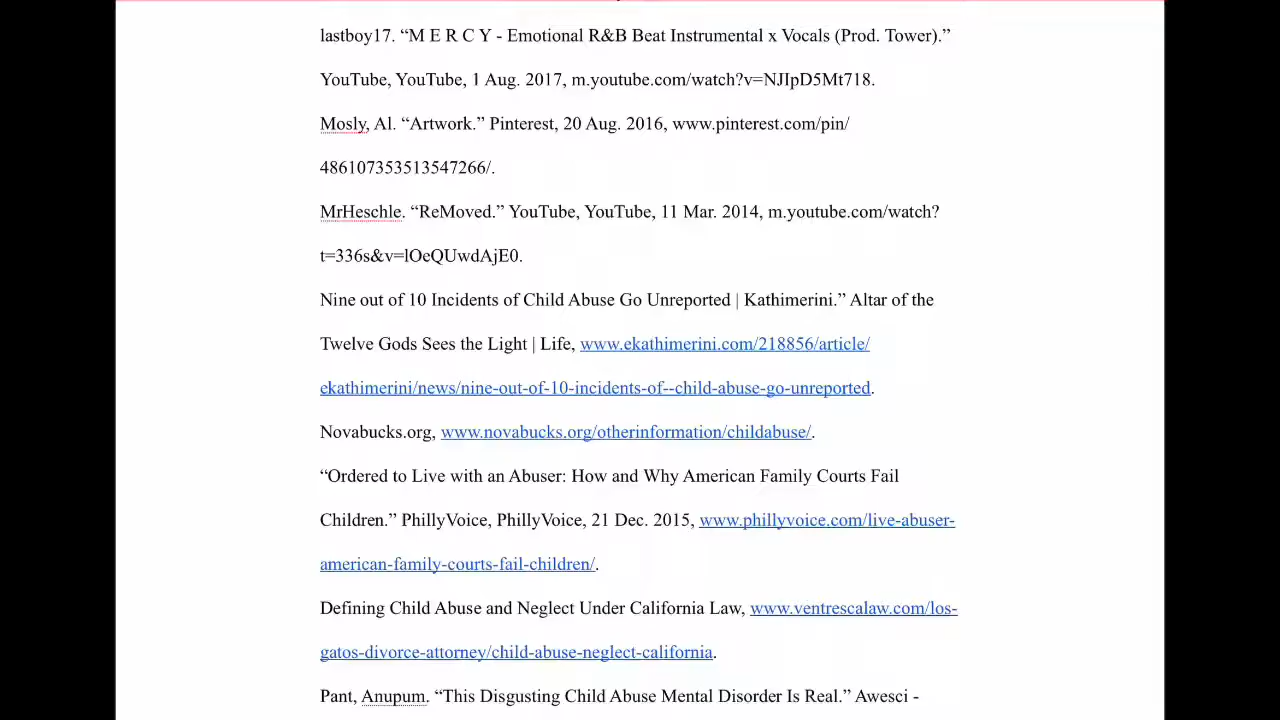 lastboy17. “M E R C Y - Emotional R&B Beat Instrumental x Vocals (Prod. Tower).”
YouTube, YouTube, 1 Aug. 2017, m.youtube.com/watch?v=NJIpD5Mt718.
Mosly, Al. “Artwork.” Pinterest, 20 Aug. 2016, www.pinterest.com/pin/
486107353513547266/.
MrHeschle. “ReMoved.” YouTube, YouTube, 11 Mar. 2014, m.youtube.com/watch?
t=336s&v=lOeQUwdAjE0.
Nine out of 10 Incidents of Child Abuse Go Unreported | Kathimerini.” Altar of the
Twelve Gods Sees the Light | Life, www.ekathimerini.com/218856/article/
ekathimerini/news/nine-out-of-10-incidents-of--child-abuse-go-unreported.
Novabucks.org, www.novabucks.org/otherinformation/childabuse/.
“Ordered to Live with an Abuser: How and Why American Family Courts Fail
Children.” PhillyVoice, PhillyVoice, 21 Dec. 2015, www.phillyvoice.com/live-abuser-
american-family-courts-fail-children/.
Defining Child Abuse and Neglect Under California Law, www.ventrescalaw.com/los-
gatos-divorce-attorney/child-abuse-neglect-california.
Pant, Anupum. “This Disgusting Child Abuse Mental Disorder Is Real.” Awesci -